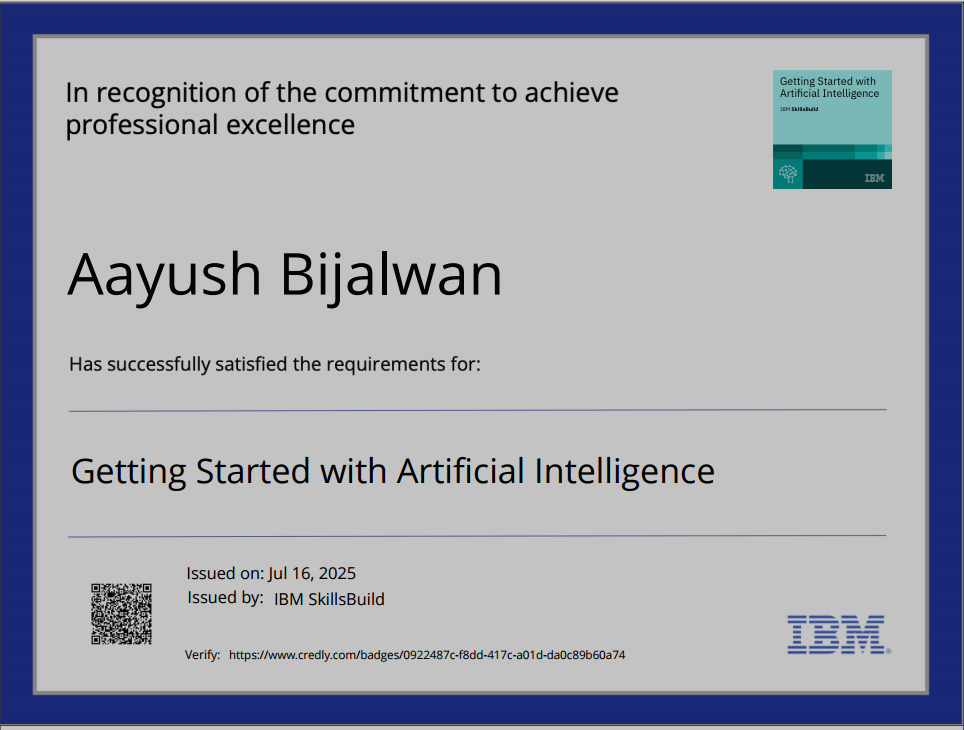 In recognition of the commitment to achieve
professional excellence
Getting Started with
Artificial Intelligence
IBM SkillsBuild
IBM
Aayush Bijalwan
Has successfully satisfied the requirements for:
Getting Started with Artificial Intelligence
Issued on: Jul 16, 2025
Issued by: IBM SkillsBuild
Verify: https://www.credly.com/badges/0922487c-f8dd-417c-a01d-da0c89b60a74
IBM®